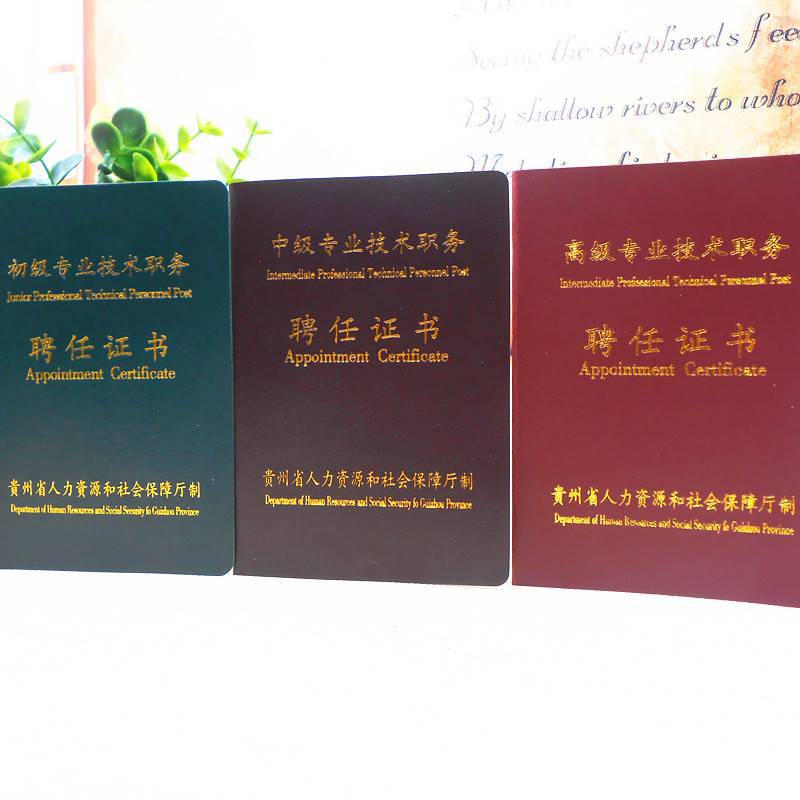 Seeing the shepherds feed
By shallow rivers to who
初级专业技术职务
Junior Professional Technical Personnel Post
聘任证书
Appointment Certificate
贵州省人力资源和社会保障厅制
Department of Human Resources and Social Security fo Guizhou Province
中级专业技术职务
Intermediate Professional Technical Personnel Post
聘任证书
Appointment Certificate
贵州省人力资源和社会保障厅制
Department of Human Resources and Social Security fo Guizhou Province
高级专业技术职务
Intermediate Professional Technical Personnel Post
聘任证书
Appointment Certificate
贵州省人力资源和社会保障厅制
Department of Human Resources and Social Security fo Guizhou Province